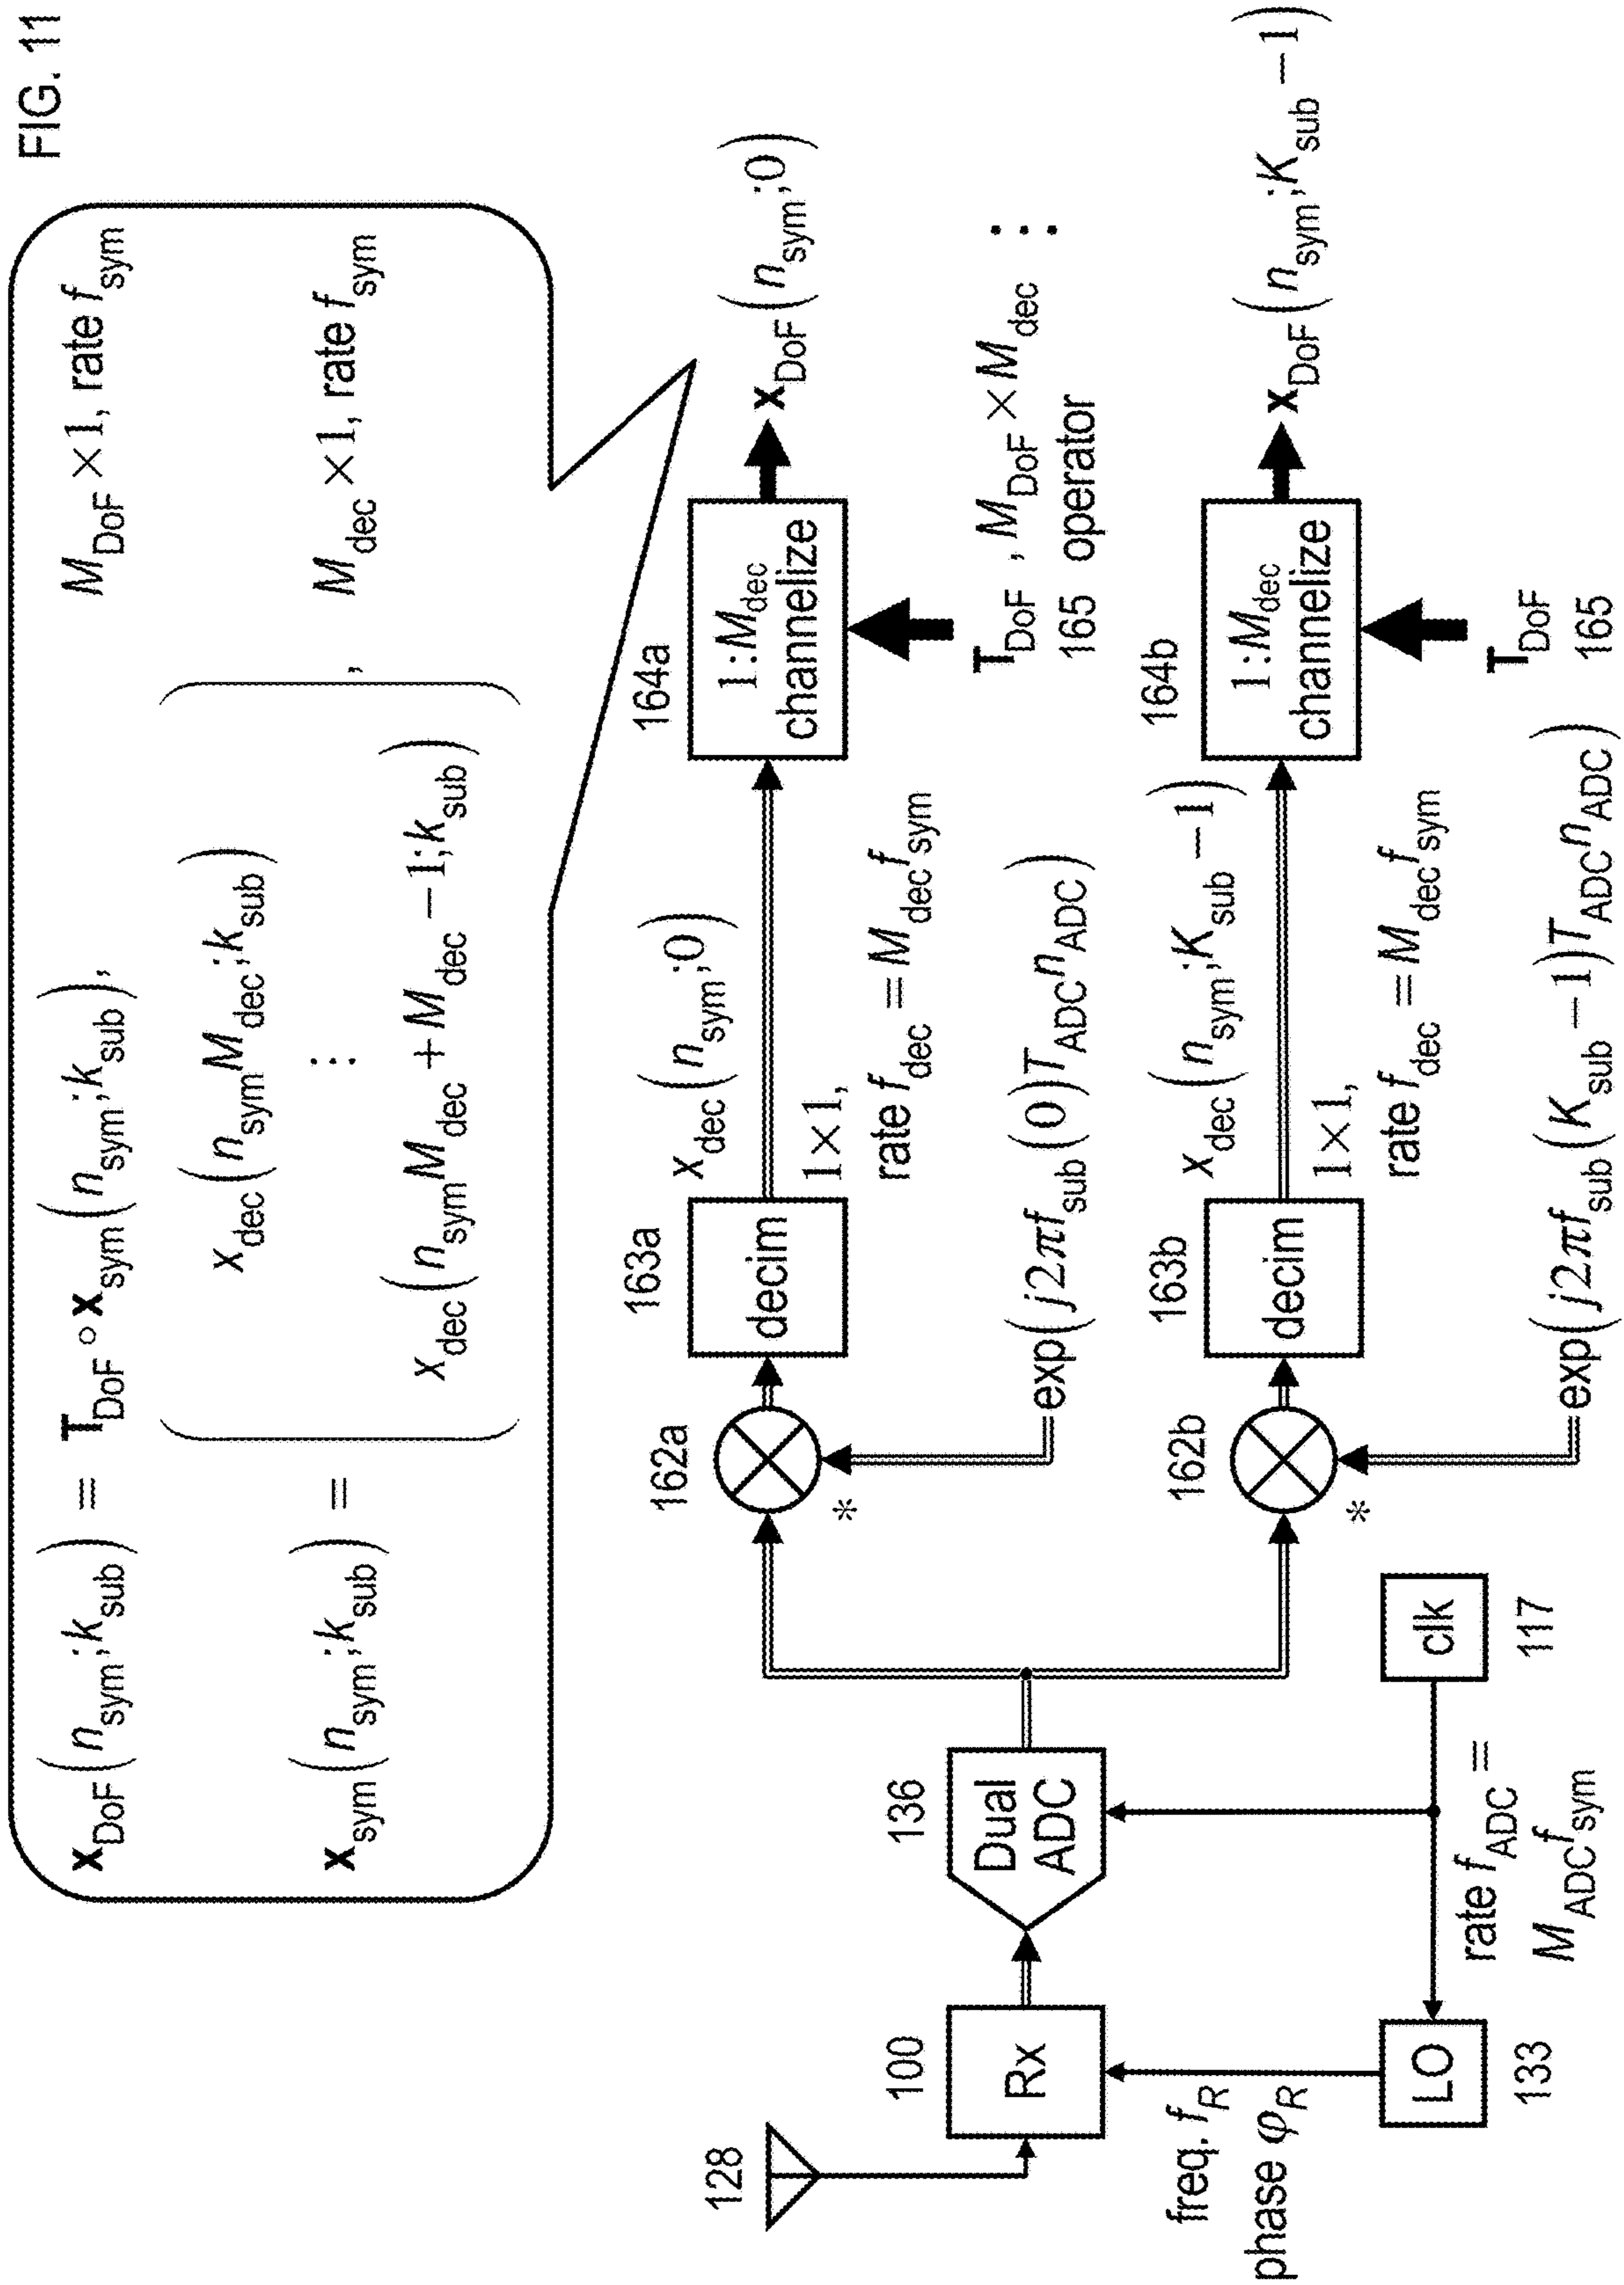 FIG. 11
𝐱_DoF(n_sym;k_sub) = 𝐓_DoF ∘ 𝐱_sym(n_sym;k_sub), M_DoF×1, rate f_sym
x_dec(n_sym M_dec;k_sub)
𝐱_sym(n_sym;k_sub) = ( ⋮ ), M_dec×1, rate f_sym
x_dec(n_sym M_dec + M_dec −1;k_sub)
128
100
Rx
freq. f_R
phase φ_R
LO
133
136
Dual
ADC
rate f_ADC =
M_ADC f_sym
clk
117
162a
*
exp(j2πf_sub(0)T_ADC n_ADC)
163a
decim
x_dec(n_sym;0)
1×1,
rate f_dec = M_dec f_sym
164a
1:M_dec
channelize
𝐱_DoF(n_sym;0)
𝐓_DoF , M_DoF×M_dec
165 operator
⋮
162b
*
exp(j2πf_sub(K_sub −1)T_ADC n_ADC)
163b
decim
x_dec(n_sym;K_sub −1)
1×1,
rate f_dec = M_dec f_sym
164b
1:M_dec
channelize
𝐱_DoF(n_sym;K_sub −1)
𝐓_DoF
165